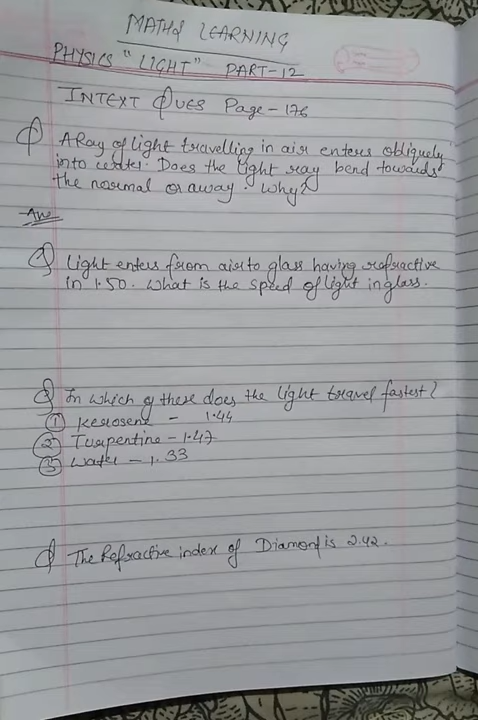 MATHS LEARNING
PHYSICS "LIGHT" PART-12
INTEXT QUES Page-176
Q A Ray of light travelling in air enters obliquely
into water. Does the light ray bend towards
the normal or away. Why?
Ans
Q Light enters from air to glass having refractive
in 1.50. What is the speed of light in glass.
Q In which of these does the light travel fastest?
① Kerosene - 1.44
② Turpentine - 1.47
③ Water - 1.33
Q The Refractive index of Diamond is 2.42.